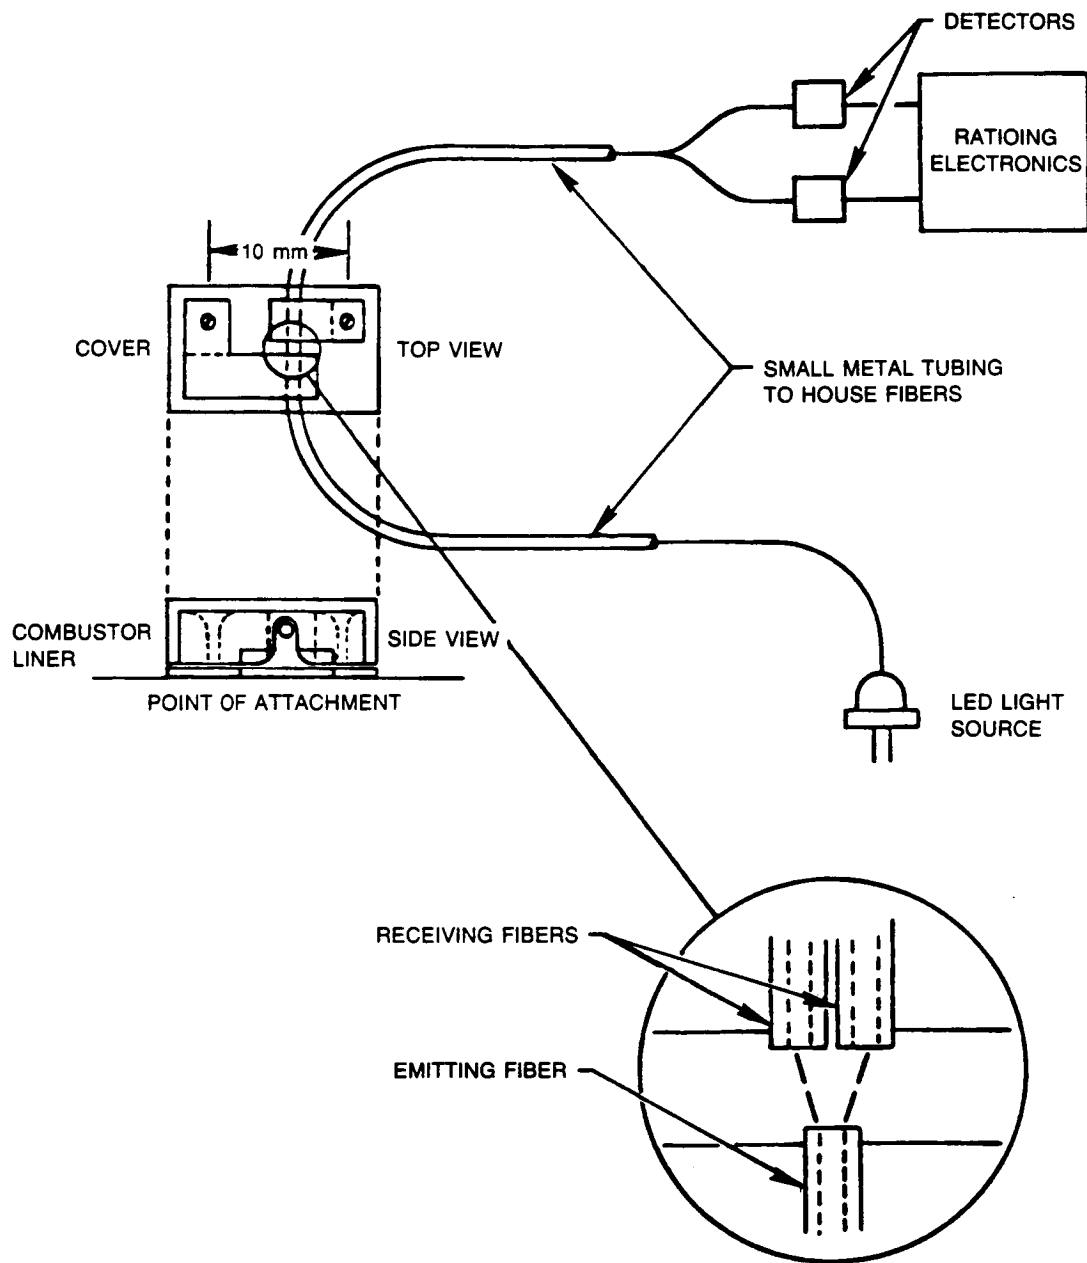 DETECTORS
RATIOING
ELECTRONICS
10 mm
COVER
TOP VIEW
SMALL METAL TUBING
TO HOUSE FIBERS
COMBUSTOR
LINER
SIDE VIEW
POINT OF ATTACHMENT
LED LIGHT
SOURCE
RECEIVING FIBERS
EMITTING FIBER